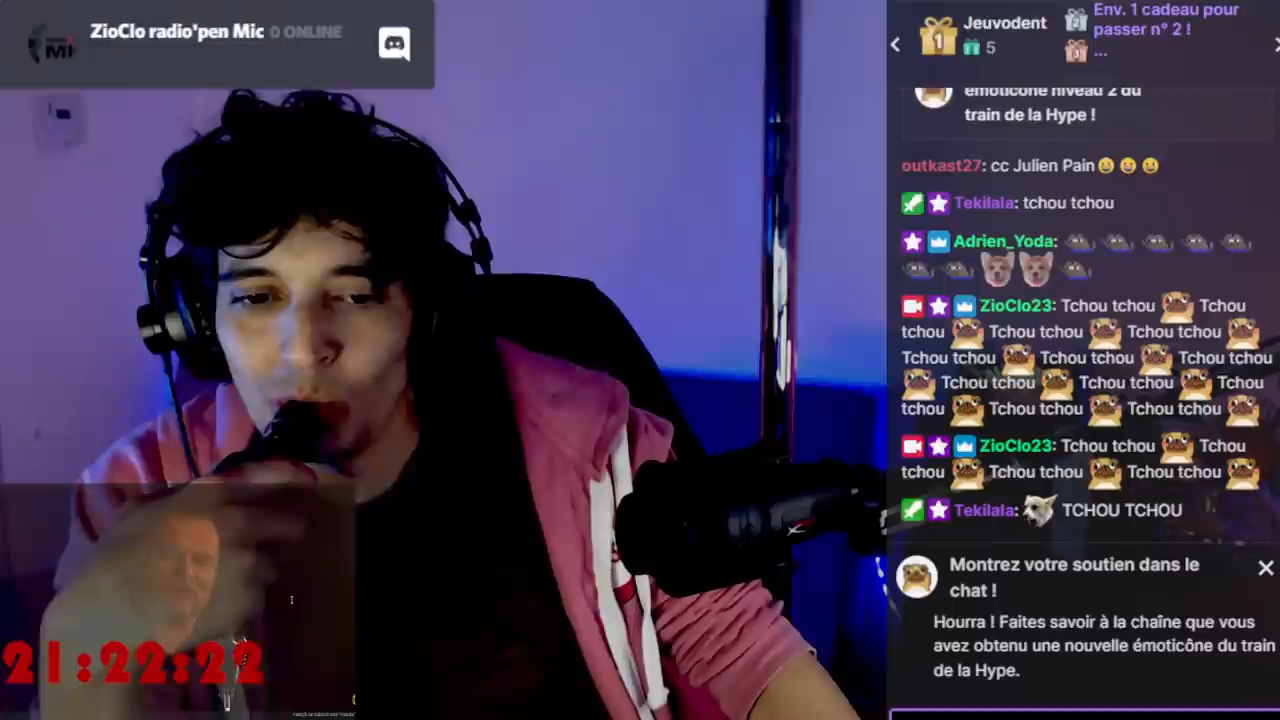 ZioClo radio'pen Mic 0 ONLINE
MI
21:22:22
1
Jeuvodent
5
2
Env. 1 cadeau pour
passer n° 2 !
3
...
émoticône niveau 2 du
train de la Hype !
outkast27: cc Julien Pain
Tekilala: tchou tchou
Adrien_Yoda:
ZioClo23: Tchou tchou Tchou
tchou Tchou tchou Tchou tchou
Tchou tchou Tchou tchou Tchou tchou
Tchou tchou Tchou tchou Tchou
tchou Tchou tchou Tchou tchou
ZioClo23: Tchou tchou Tchou
tchou Tchou tchou Tchou tchou
Tekilala: TCHOU TCHOU
Montrez votre soutien dans le
chat !
Hourra ! Faites savoir à la chaîne que vous
avez obtenu une nouvelle émoticône du train
de la Hype.